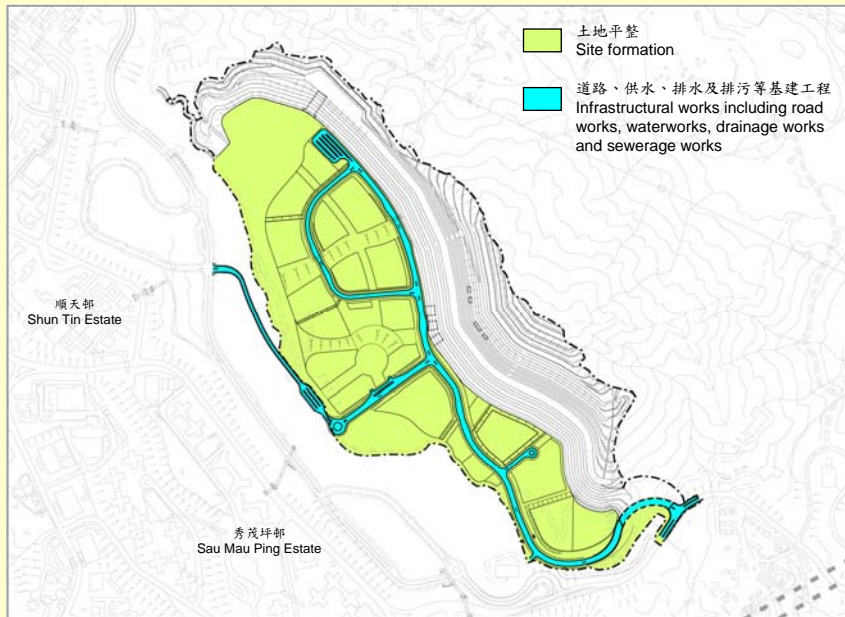 土地平整
Site formation
道路、供水、排水及排污等基建工程
Infrastructural works including road
works, waterworks, drainage works
and sewerage works
順天邨
Shun Tin Estate
秀茂坪邨
Sau Mau Ping Estate